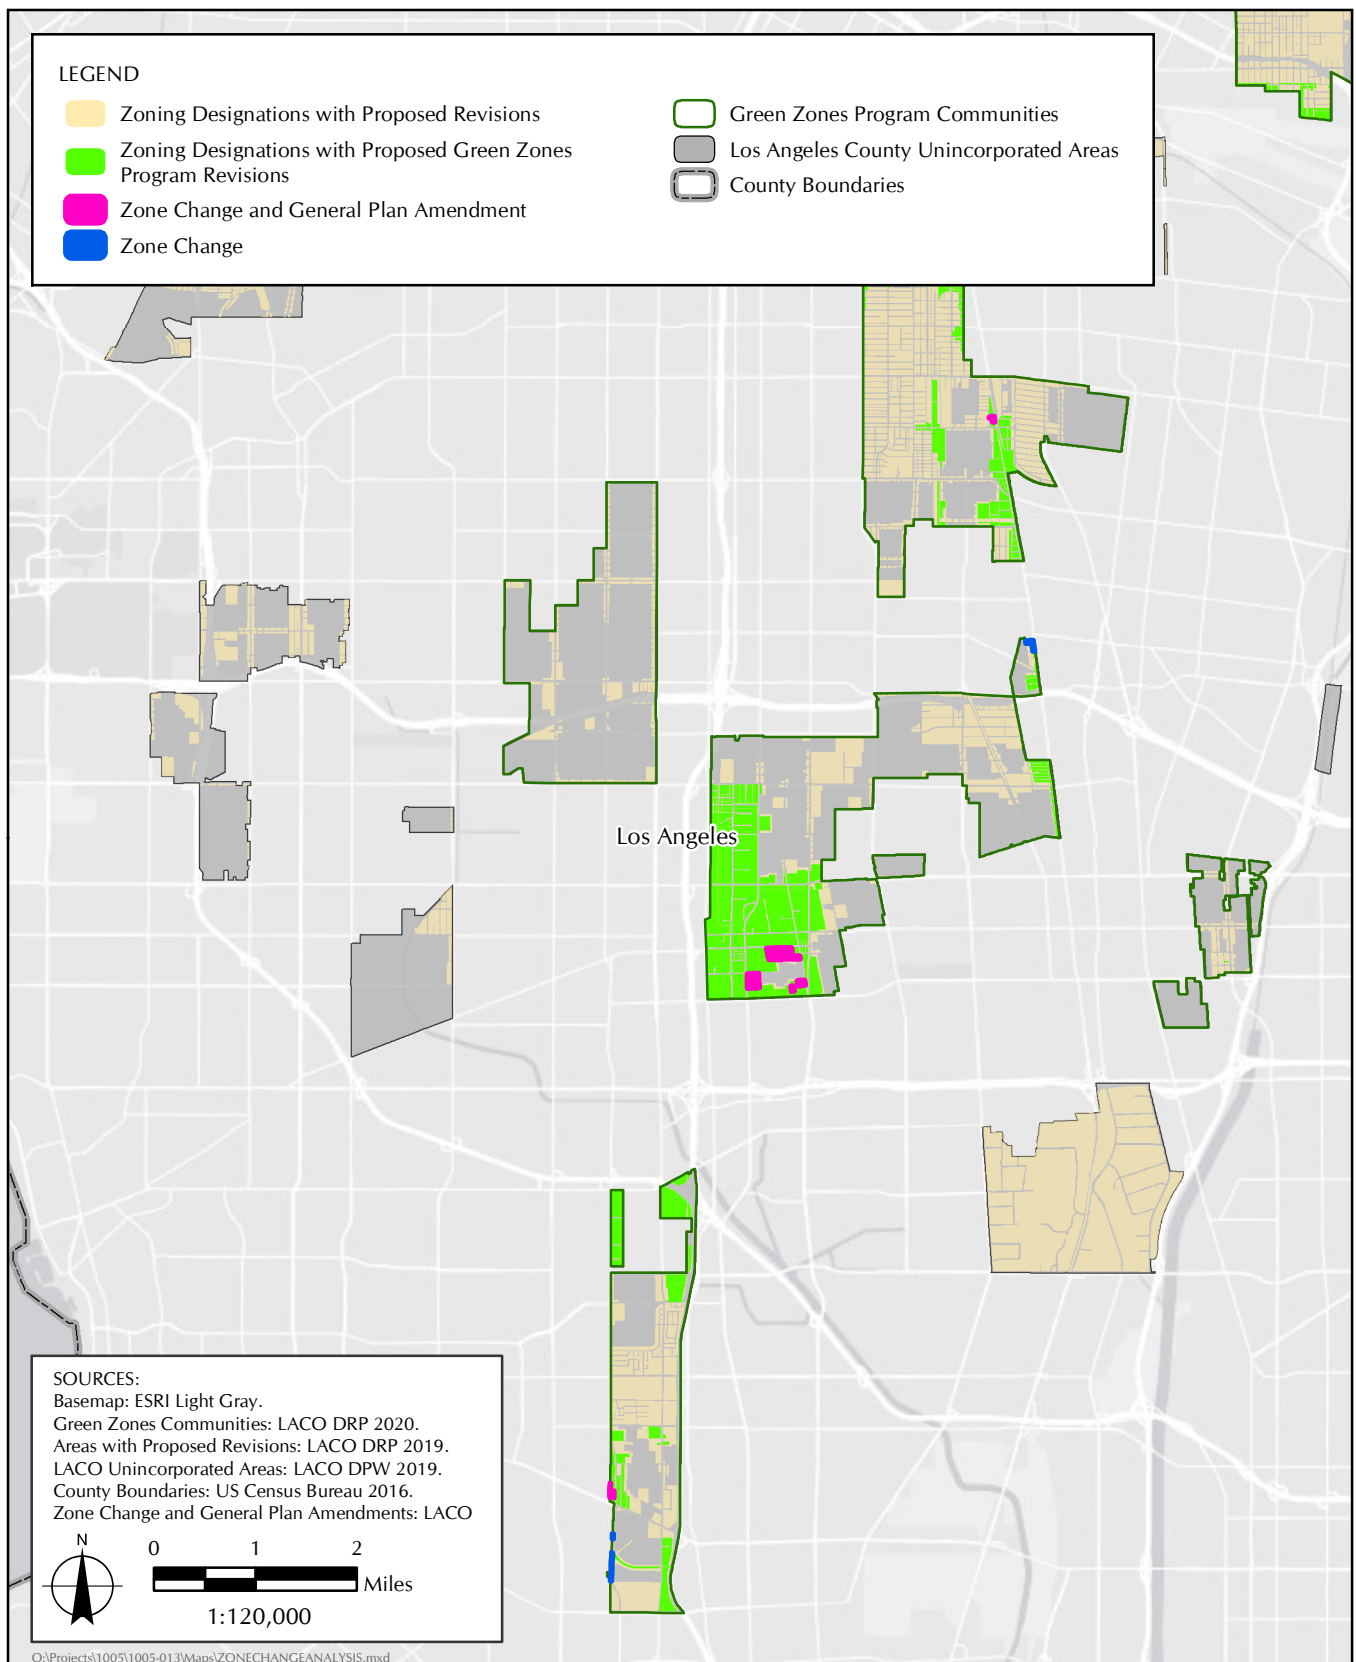 LEGEND
Zoning Designations with Proposed Revisions
Zoning Designations with Proposed Green Zones
Program Revisions
Zone Change and General Plan Amendment
Zone Change
Green Zones Program Communities
Los Angeles County Unincorporated Areas
County Boundaries
Los Angeles
SOURCES:
Basemap: ESRI Light Gray.
Green Zones Communities: LACO DRP 2020.
Areas with Proposed Revisions: LACO DRP 2019.
LACO Unincorporated Areas: LACO DPW 2019.
County Boundaries: US Census Bureau 2016.
Zone Change and General Plan Amendments: LACO
N
0 1 2
Miles
1:120,000
O:\Projects\1005\1005-013\Maps\ZONECHANGEANALYSIS.mxd